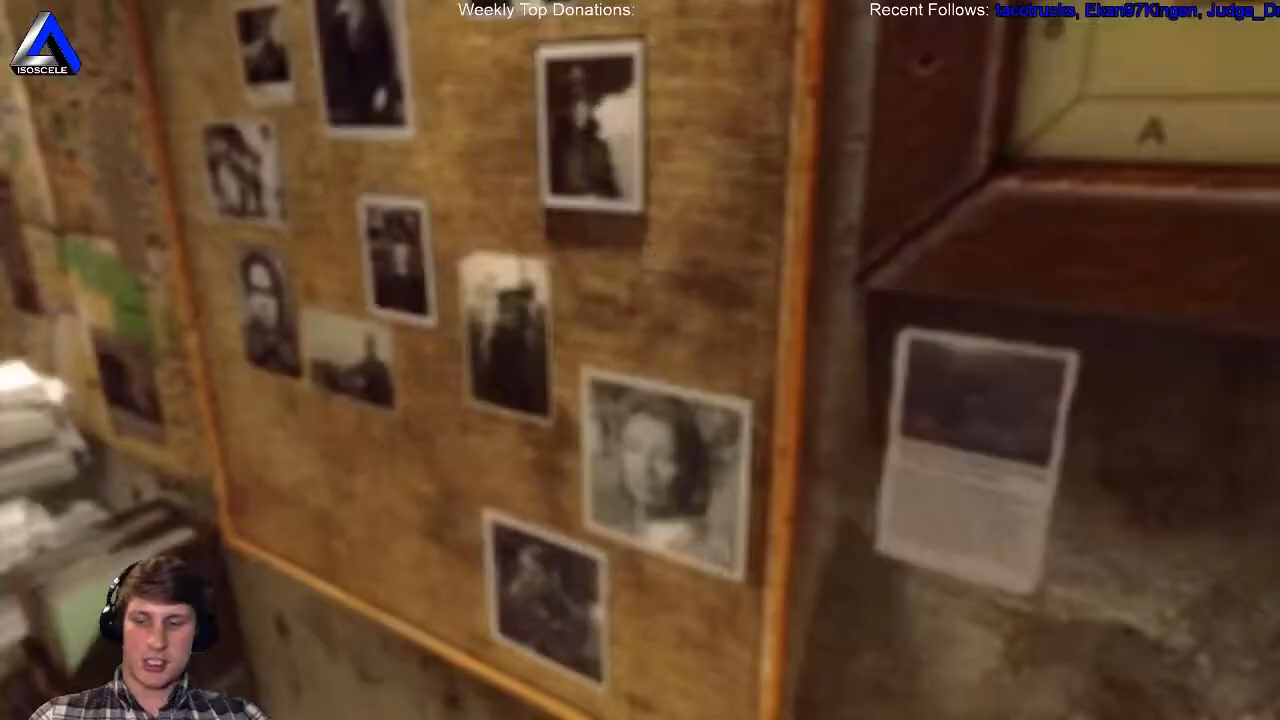 Weekly Top Donations:
Recent Follows: tacotrucks, Ekan97Kingen, Judge_D
ISOSCELE
A